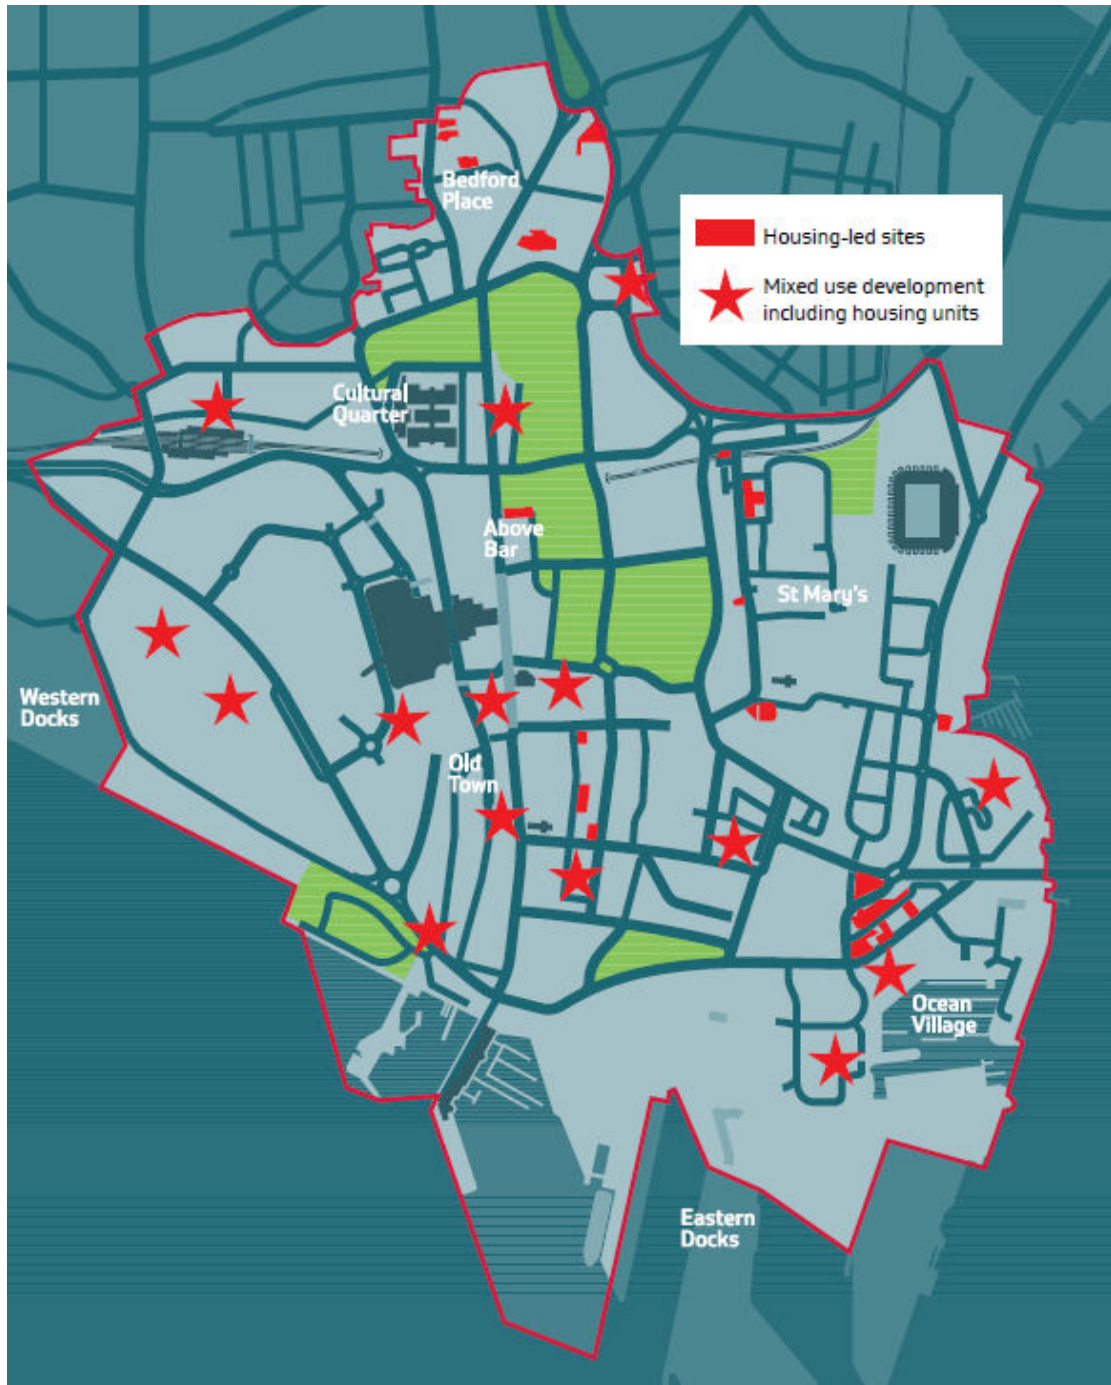 Bedford
Place
Housing-led sites
Mixed use development
including housing units
Cultural
Quarter
Above
Bar
St Mary's
Western
Docks
Old
Town
Ocean
Village
Eastern
Docks